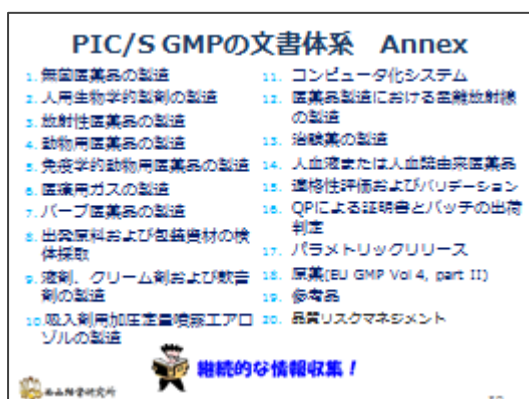 PIC/S GMPの文書体系 Annex
1. 無菌医薬品の製造
2. 人用生物学的製剤の製造
3. 放射性医薬品の製造
4. 動物用医薬品の製造
5. 免疫学的動物用医薬品の製造
6. 医療用ガスの製造
7. ハーブ医薬品の製造
8. 出発原料および包装資材の検
体採取
9. 液剤、クリーム剤および軟膏
剤の製造
10. 吸入剤用加圧定量噴霧エアロ
ゾルの製造
11. コンピュータ化システム
12. 医薬品製造における電離放射線
の製造
13. 治験薬の製造
14. 人血液または人血漿由来医薬品
15. 適格性評価およびバリデーション
16. QPによる証明書とバッチの出荷
判定
17. パラメトリックリリース
18. 原薬(EU GMP Vol 4, part II)
19. 参考品
20. 品質リスクマネジメント
継続的な情報収集！